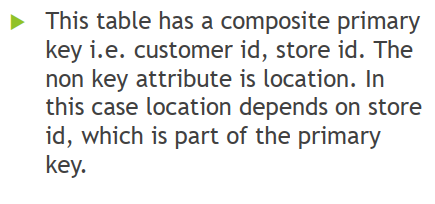 This table has a composite primary
key i.e. customer id, store id. The
non key attribute is location. In
this case location depends on store
id, which is part of the primary
key.